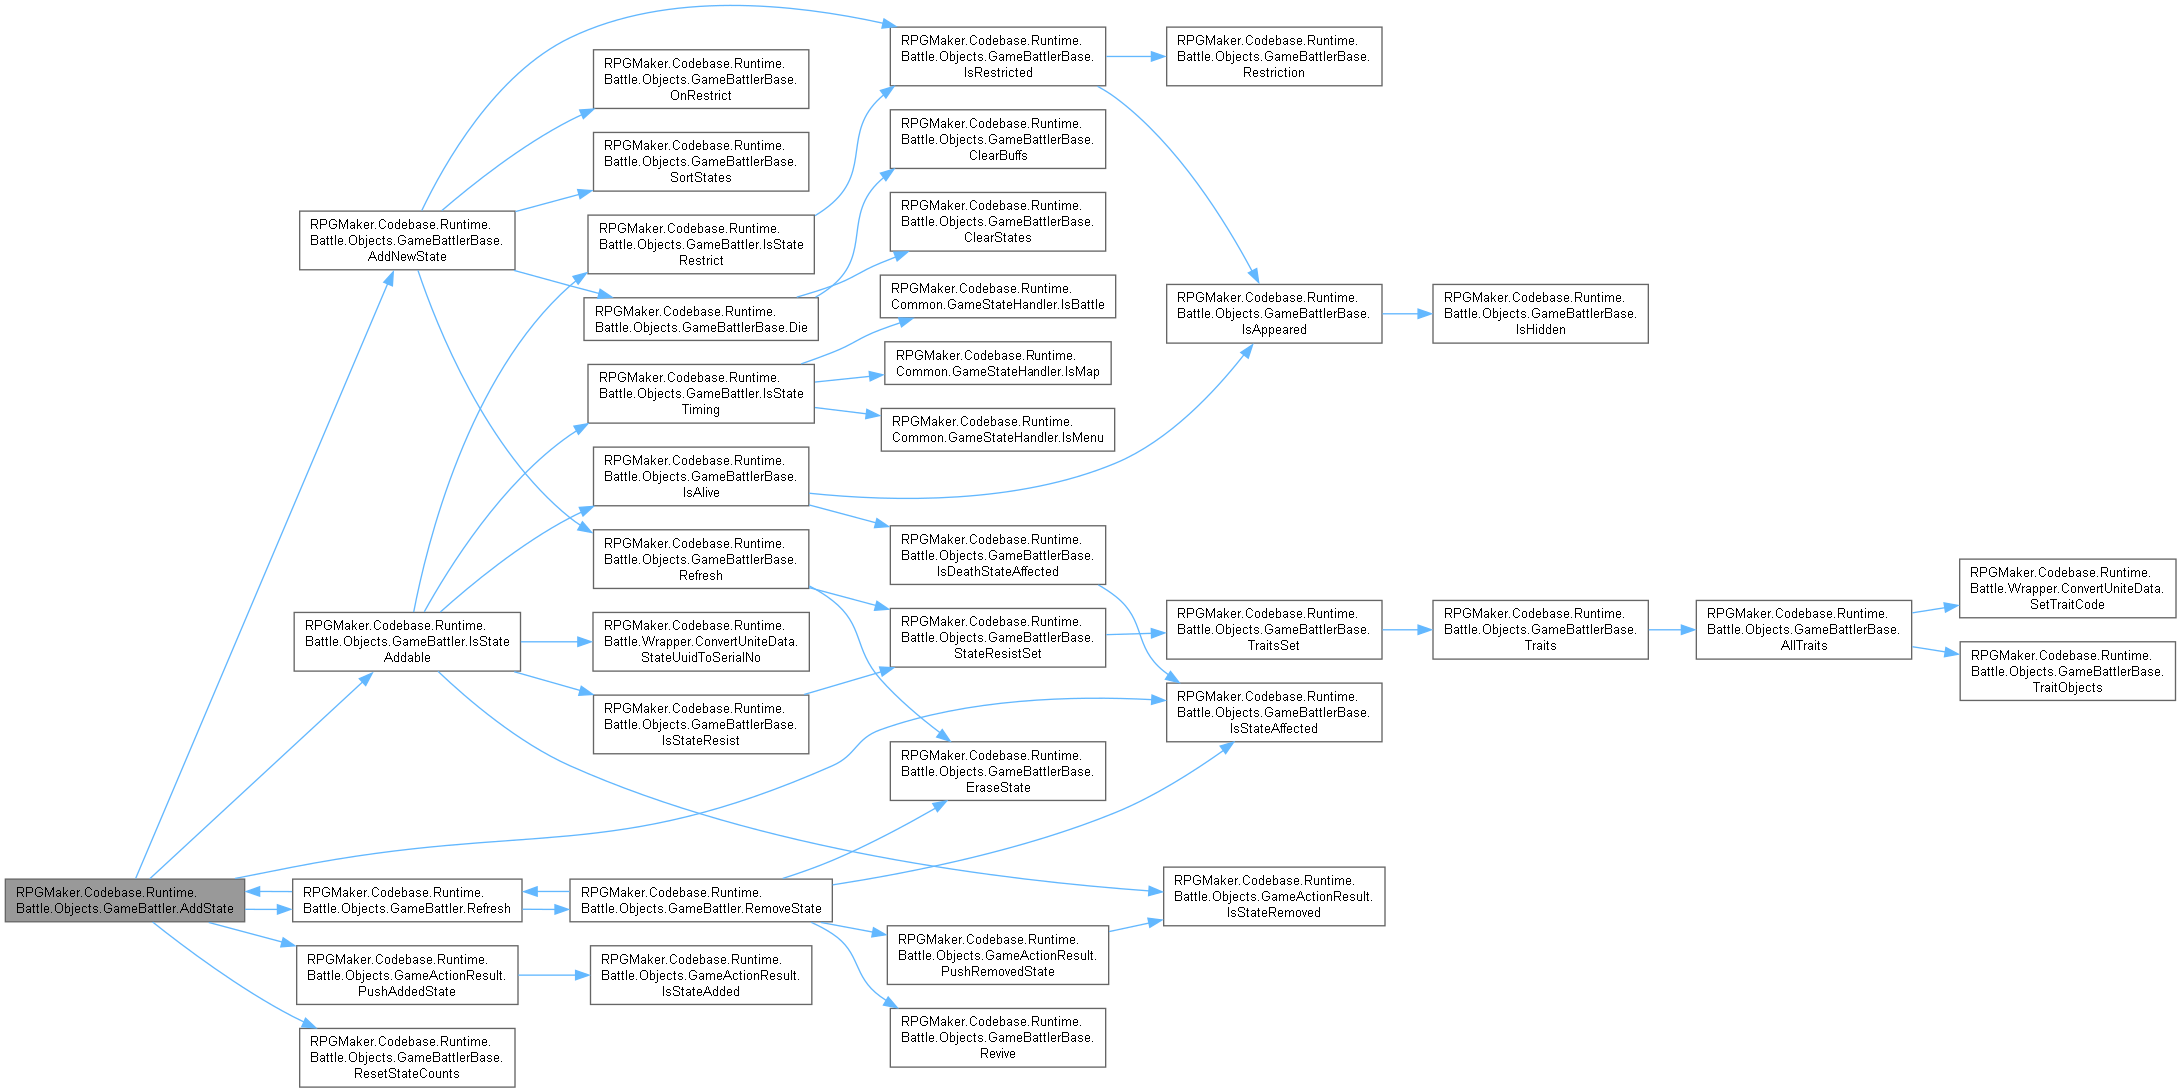 RPGMaker.Codebase.Runtime.
Battle.Objects.GameBattler.AddState
RPGMaker.Codebase.Runtime.
Battle.Objects.GameBattlerBase.
AddNewState
RPGMaker.Codebase.Runtime.
Battle.Objects.GameBattler.IsState
Addable
RPGMaker.Codebase.Runtime.
Battle.Objects.GameBattler.Refresh
RPGMaker.Codebase.Runtime.
Battle.Objects.GameActionResult.
PushAddedState
RPGMaker.Codebase.Runtime.
Battle.Objects.GameBattlerBase.
ResetStateCounts
RPGMaker.Codebase.Runtime.
Battle.Objects.GameBattlerBase.
OnRestrict
RPGMaker.Codebase.Runtime.
Battle.Objects.GameBattlerBase.
SortStates
RPGMaker.Codebase.Runtime.
Battle.Objects.GameBattler.IsState
Restrict
RPGMaker.Codebase.Runtime.
Battle.Objects.GameBattlerBase.Die
RPGMaker.Codebase.Runtime.
Battle.Objects.GameBattler.IsState
Timing
RPGMaker.Codebase.Runtime.
Battle.Objects.GameBattlerBase.
IsAlive
RPGMaker.Codebase.Runtime.
Battle.Objects.GameBattlerBase.
Refresh
RPGMaker.Codebase.Runtime.
Battle.Wrapper.ConvertUniteData.
StateUuidToSerialNo
RPGMaker.Codebase.Runtime.
Battle.Objects.GameBattlerBase.
IsStateResist
RPGMaker.Codebase.Runtime.
Battle.Objects.GameBattler.RemoveState
RPGMaker.Codebase.Runtime.
Battle.Objects.GameActionResult.
IsStateAdded
RPGMaker.Codebase.Runtime.
Battle.Objects.GameBattlerBase.
IsRestricted
RPGMaker.Codebase.Runtime.
Battle.Objects.GameBattlerBase.
ClearBuffs
RPGMaker.Codebase.Runtime.
Battle.Objects.GameBattlerBase.
ClearStates
RPGMaker.Codebase.Runtime.
Common.GameStateHandler.IsBattle
RPGMaker.Codebase.Runtime.
Common.GameStateHandler.IsMap
RPGMaker.Codebase.Runtime.
Common.GameStateHandler.IsMenu
RPGMaker.Codebase.Runtime.
Battle.Objects.GameBattlerBase.
IsDeathStateAffected
RPGMaker.Codebase.Runtime.
Battle.Objects.GameBattlerBase.
StateResistSet
RPGMaker.Codebase.Runtime.
Battle.Objects.GameBattlerBase.
EraseState
RPGMaker.Codebase.Runtime.
Battle.Objects.GameActionResult.
PushRemovedState
RPGMaker.Codebase.Runtime.
Battle.Objects.GameBattlerBase.
Revive
RPGMaker.Codebase.Runtime.
Battle.Objects.GameBattlerBase.
Restriction
RPGMaker.Codebase.Runtime.
Battle.Objects.GameBattlerBase.
IsAppeared
RPGMaker.Codebase.Runtime.
Battle.Objects.GameBattlerBase.
TraitsSet
RPGMaker.Codebase.Runtime.
Battle.Objects.GameBattlerBase.
IsStateAffected
RPGMaker.Codebase.Runtime.
Battle.Objects.GameActionResult.
IsStateRemoved
RPGMaker.Codebase.Runtime.
Battle.Objects.GameBattlerBase.
IsHidden
RPGMaker.Codebase.Runtime.
Battle.Objects.GameBattlerBase.
Traits
RPGMaker.Codebase.Runtime.
Battle.Objects.GameBattlerBase.
AllTraits
RPGMaker.Codebase.Runtime.
Battle.Wrapper.ConvertUniteData.
SetTraitCode
RPGMaker.Codebase.Runtime.
Battle.Objects.GameBattlerBase.
TraitObjects